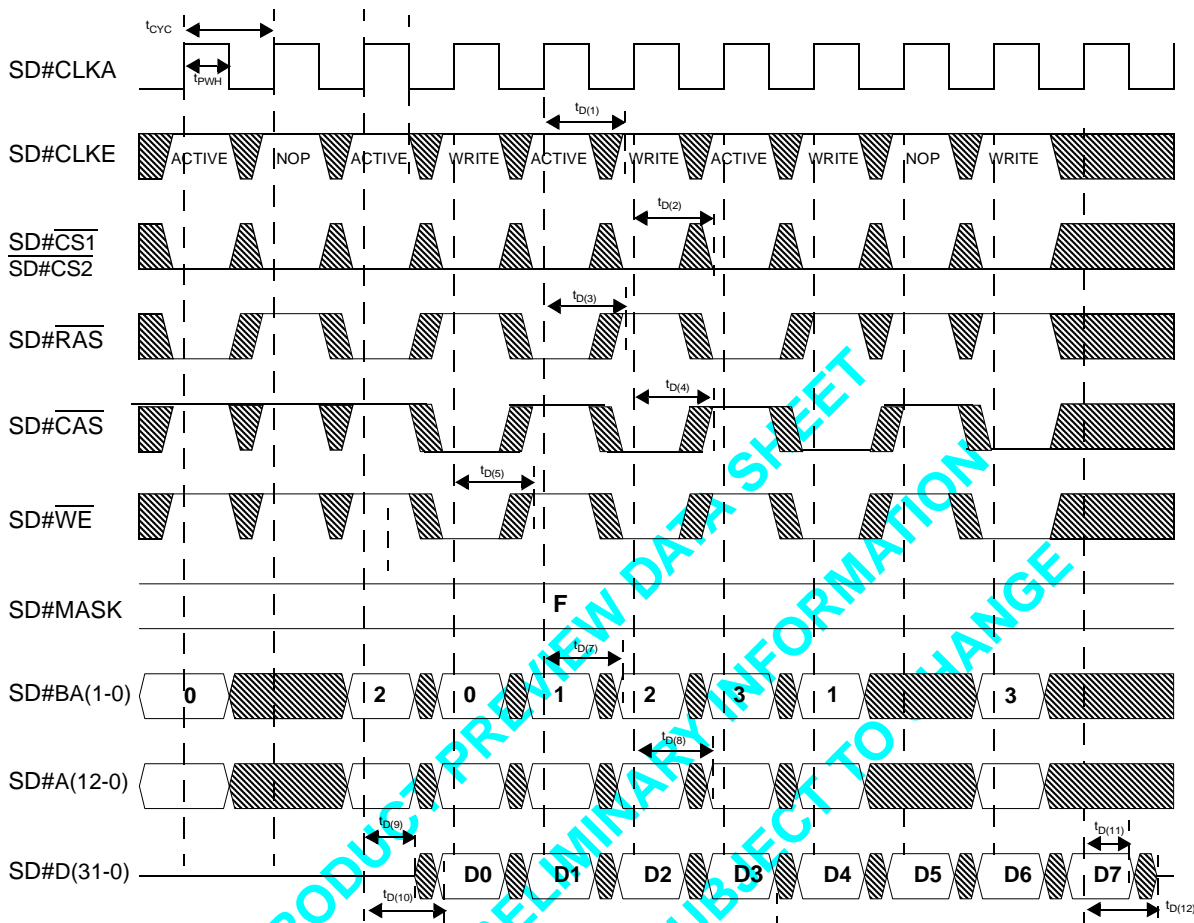 tCYC
SD#CLKA
tPWH
tD(1)
SD#CLKE
ACTIVE NOP ACTIVE WRITE ACTIVE WRITE ACTIVE WRITE NOP WRITE
tD(2)
SD#CS1
SD#CS2
tD(3)
SD#RAS
tD(4)
SD#CAS
tD(5)
SD#WE
SD#MASK
F
tD(7)
SD#BA(1-0)
0 2 0 1 2 3 1 3
tD(8)
SD#A(12-0)
tD(9)
tD(11)
SD#D(31-0)
D0 D1 D2 D3 D4 D5 D6 D7
tD(10)
tD(12)
PRODUCT PREVIEW DATA SHEET
PRELIMINARY INFORMATION
SUBJECT TO CHANGE